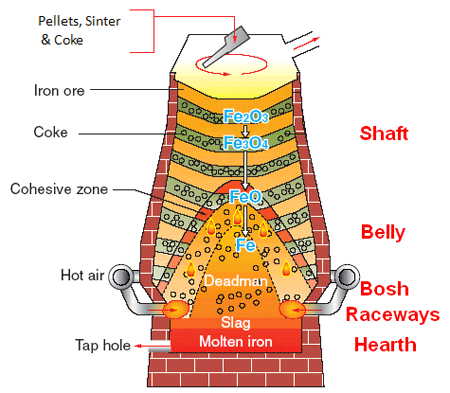 Pellets, Sinter
& Coke
Iron ore
Fe₂O₃
Coke
Fe₃O₄
Shaft
Cohesive zone
FeO
Belly
Fe
Hot air
Deadman
Bosh
Raceways
Slag
Tap hole
Molten iron
Hearth